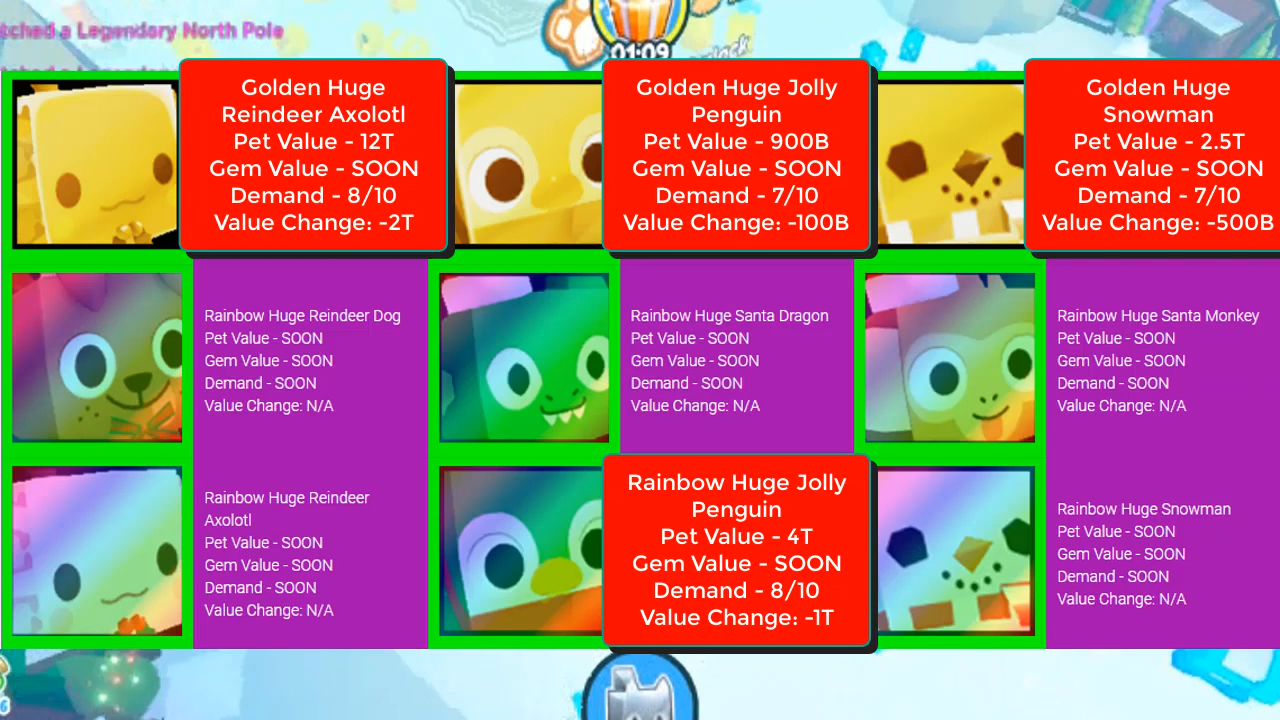 tched a Legendary North Pole
01:09
Golden Huge
Reindeer Axolotl
Pet Value - 12T
Gem Value - SOON
Demand - 8/10
Value Change: -2T
Golden Huge Jolly
Penguin
Pet Value - 900B
Gem Value - SOON
Demand - 7/10
Value Change: -100B
Golden Huge
Snowman
Pet Value - 2.5T
Gem Value - SOON
Demand - 7/10
Value Change: -500B
Rainbow Huge Reindeer Dog
Pet Value - SOON
Gem Value - SOON
Demand - SOON
Value Change: N/A
Rainbow Huge Santa Dragon
Pet Value - SOON
Gem Value - SOON
Demand - SOON
Value Change: N/A
Rainbow Huge Santa Monkey
Pet Value - SOON
Gem Value - SOON
Demand - SOON
Value Change: N/A
Rainbow Huge Reindeer
Axolotl
Pet Value - SOON
Gem Value - SOON
Demand - SOON
Value Change: N/A
Rainbow Huge Jolly
Penguin
Pet Value - 4T
Gem Value - SOON
Demand - 8/10
Value Change: -1T
Rainbow Huge Snowman
Pet Value - SOON
Gem Value - SOON
Demand - SOON
Value Change: N/A